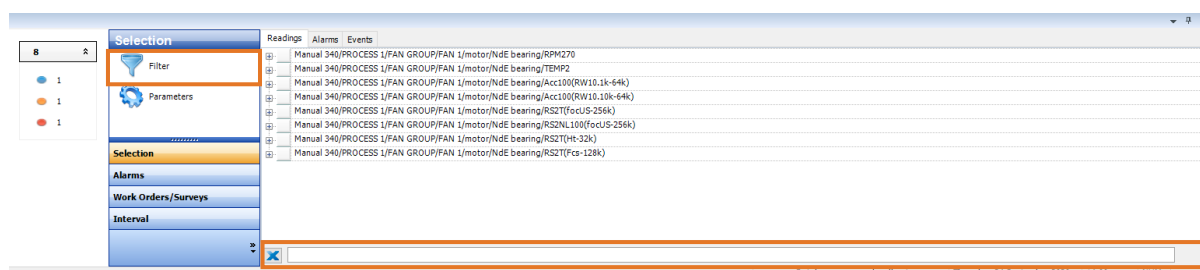 8
1
1
1
Selection
Filter
Parameters
Selection
Alarms
Work Orders/Surveys
Interval
Readings Alarms Events
Manual 340/PROCESS 1/FAN GROUP/FAN 1/motor/NdE bearing/RPM270
Manual 340/PROCESS 1/FAN GROUP/FAN 1/motor/NdE bearing/TEMP2
Manual 340/PROCESS 1/FAN GROUP/FAN 1/motor/NdE bearing/Acc100(RW10.1k-64k)
Manual 340/PROCESS 1/FAN GROUP/FAN 1/motor/NdE bearing/Acc100(RW10.10k-64k)
Manual 340/PROCESS 1/FAN GROUP/FAN 1/motor/NdE bearing/RS2T(focUS-256k)
Manual 340/PROCESS 1/FAN GROUP/FAN 1/motor/NdE bearing/RS2NL100(focUS-256k)
Manual 340/PROCESS 1/FAN GROUP/FAN 1/motor/NdE bearing/RS2T(Ht-32k)
Manual 340/PROCESS 1/FAN GROUP/FAN 1/motor/NdE bearing/RS2T(Fcs-128k)